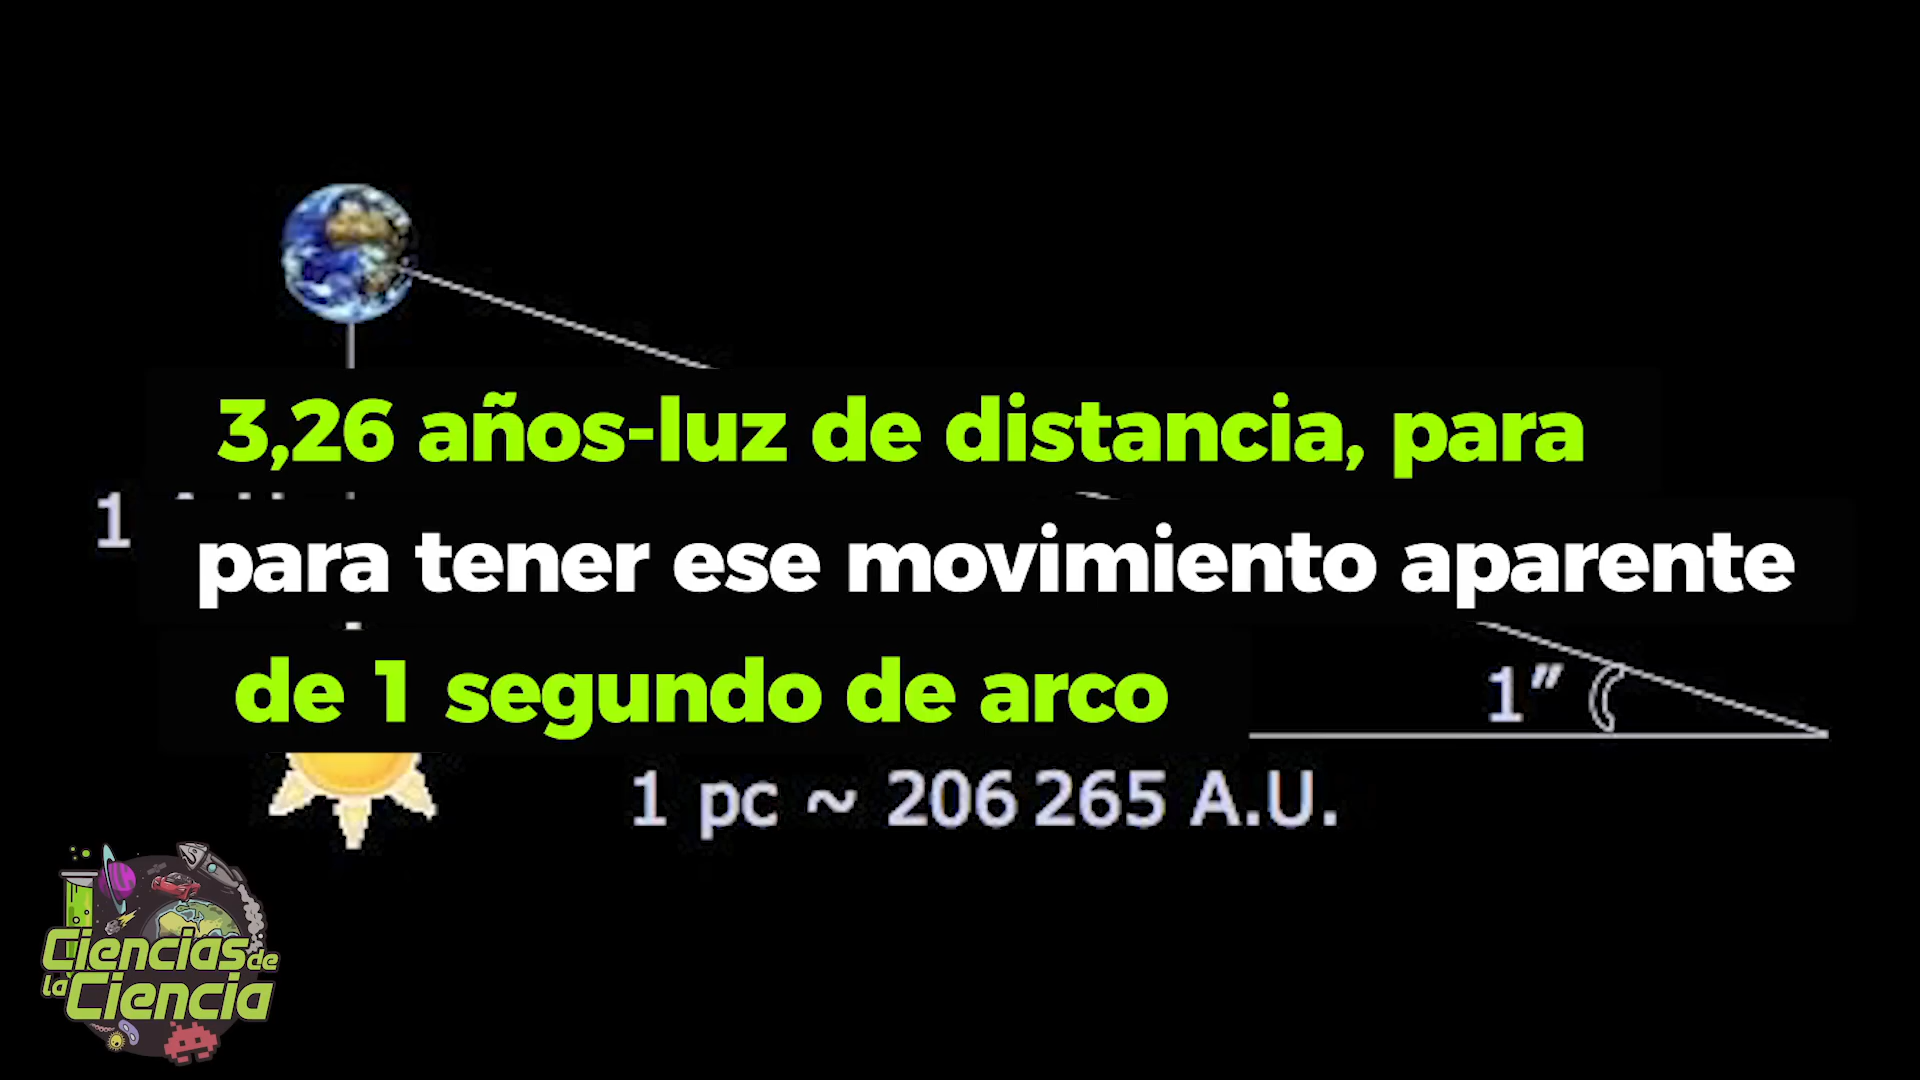 3,26 años-luz de distancia, para
1
para tener ese movimiento aparente
de 1 segundo de arco
1”
1 pc ~ 206 265 A.U.
Ciencias de
la Ciencia